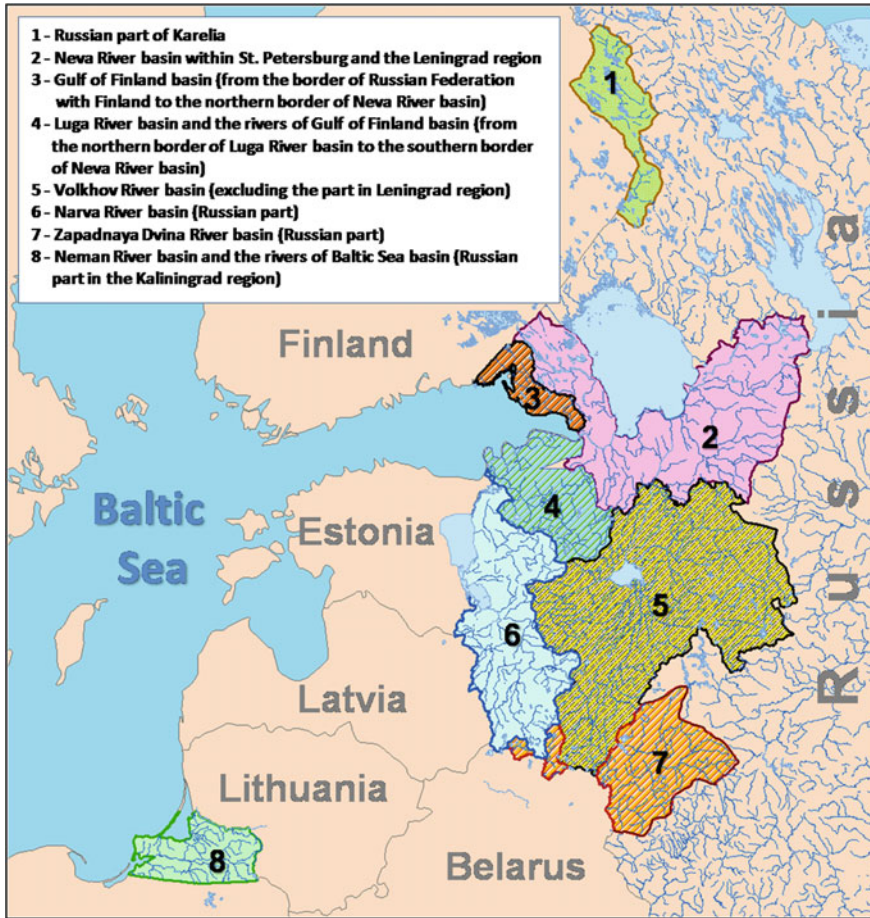 1 - Russian part of Karelia
2 - Neva River basin within St. Petersburg and the Leningrad region
3 - Gulf of Finland basin (from the border of Russian Federation
with Finland to the northern border of Neva River basin)
4 - Luga River basin and the rivers of Gulf of Finland basin (from
the northern border of Luga River basin to the southern border
of Neva River basin)
5 - Volkhov River basin (excluding the part in Leningrad region)
6 - Narva River basin (Russian part)
7 - Zapadnaya Dvina River basin (Russian part)
8 - Neman River basin and the rivers of Baltic Sea basin (Russian
part in the Kaliningrad region)
1
Finland
3
2
Russia
Baltic
Sea
Estonia
4
5
6
Latvia
7
Lithuania
8
Belarus